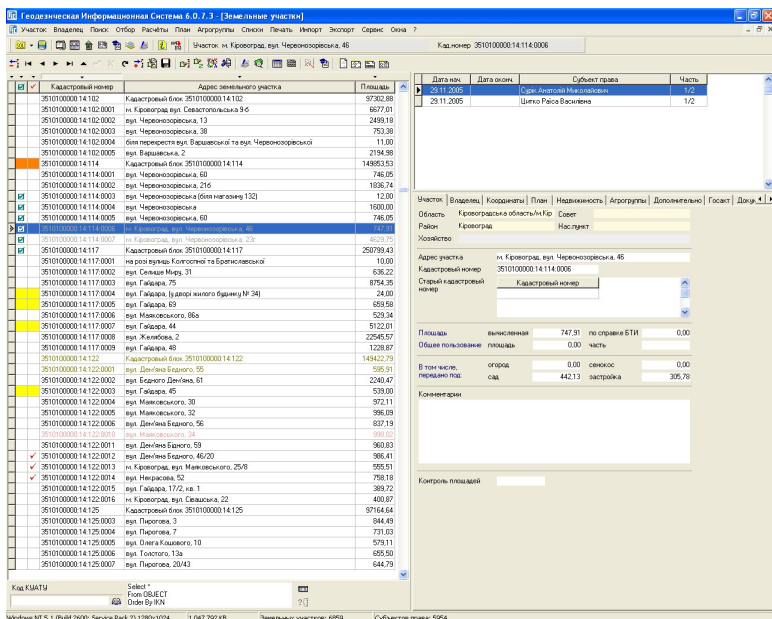 Геодезическая Информационная Система 6.0.7.3 - [Земельные участки]
Участок Владелец Поиск Отбор Расчёты План Агрогруппы Списки Печать Импорт Экспорт Сервис Окна ?
Участок м. Кіровоград, вул. Червонозорівська, 46 Кад.номер 3510100000:14:114:0006
Кадастровый номер Адрес земельного участка Площадь
3510100000:14:102 Кадастровый блок 3510100000:14:102 97302,88
3510100000:14:102:0001 м. Кіровоград вул. Севастопольська 9-б 6677,01
3510100000:14:102:0002 вул. Червонозорівська, 13 2499,18
3510100000:14:102:0003 вул. Червонозорівська, 38 753,38
3510100000:14:102:0004 біля перехрестя вул. Варшавської та вул. Червонозорівської 11,00
3510100000:14:102:0005 вул. Варшавська, 2 2194,98
3510100000:14:114 Кадастровый блок 3510100000:14:114 149853,53
3510100000:14:114:0001 вул. Червонозорівська, 60 746,05
3510100000:14:114:0002 вул. Червонозорівська, 21б 1836,74
3510100000:14:114:0003 вул. Червонозорівська (біля магазину 132) 12,00
3510100000:14:114:0004 вул. Червонозорівська 1600,00
3510100000:14:114:0005 вул. Червонозорівська, 60 746,05
3510100000:14:114:0006 м. Кіровоград, вул. Червонозорівська, 46 747,91
3510100000:14:114:0007 м. Кіровоград, вул. Червонозорівська, 23г 4629,75
3510100000:14:117 Кадастровый блок 3510100000:14:117 250799,43
3510100000:14:117:0001 на розі вулиць Колгоспної та Братиславської 10,00
3510100000:14:117:0002 вул. Селище Миру, 31 636,22
3510100000:14:117:0003 вул. Гайдара, 75 8754,35
3510100000:14:117:0004 вул. Гайдара, (у дворі жилого будинку № 34) 24,00
3510100000:14:117:0005 вул. Гайдара, 69 659,58
3510100000:14:117:0006 вул. Маяковського, 86а 529,34
3510100000:14:117:0007 вул. Гайдара, 44 5122,01
3510100000:14:117:0008 вул. Желябова, 2 22545,57
3510100000:14:117:0009 вул. Гайдара, 48 1228,87
3510100000:14:122 Кадастровый блок 3510100000:14:122 149422,79
3510100000:14:122:0001 вул. Дем'яна Бєдного, 55 595,91
3510100000:14:122:0002 вул. Бєдного Дем'яна, 61 2240,47
3510100000:14:122:0003 вул. Гайдара, 45 539,00
3510100000:14:122:0004 вул. Маяковського, 30 972,11
3510100000:14:122:0005 вул. Маяковського, 32 996,09
3510100000:14:122:0006 вул. Дем'яна Бєдного, 56 837,19
3510100000:14:122:0010 вул. Маяковського, 34 998,02
3510100000:14:122:0011 вул. Дем'яна Бідного, 59 960,83
3510100000:14:122:0012 вул. Дем'яна Бєдного, 46/20 986,41
3510100000:14:122:0013 м. Кіровоград, вул. Маяковського, 25/8 555,51
3510100000:14:122:0014 вул. Некрасова, 52 758,18
3510100000:14:122:0015 вул. Гайдара, 17/2, кв. 1 389,72
3510100000:14:122:0016 м. Кіровоград, вул. Сівашська, 22 400,87
3510100000:14:125 Кадастровый блок 3510100000:14:125 97164,64
3510100000:14:125:0003 вул. Пирогова, 3 844,49
3510100000:14:125:0004 вул. Пирогова, 7 731,03
3510100000:14:125:0005 вул. Олега Кошового, 10 579,11
3510100000:14:125:0006 вул. Толстого, 13а 655,50
3510100000:14:125:0007 вул. Пирогова, 20/43 644,79
Код КУАТУ
Select *
From OBJECT
Order By IKN
Дата нач. Дата оконч. Субъект права Часть
29.11.2005 Сурік Анатолій Миколайович 1/2
29.11.2005 Цитко Раїса Василівна 1/2
Участок Владелец Координаты План Недвижимость Агрогруппы Дополнительно Госакт
Область Кіровоградська область/м.Кір Совет
Район Кіровоград Нас.пункт
Хозяйство
Адрес участка м. Кіровоград, вул. Червонозорівська, 46
Кадастровый номер 3510100000:14:114:0006
Старый кадастровый номер Кадастровый номер
Площадь вычисленная 747,91 по справке БТИ 0,00
Общее пользование площадь 0,00 часть
В том числе, передано под: огород 0,00 сенокос 0,00
сад 442,13 застройка 305,78
Комментарии
Контроль площадей
Windows NT 5.1 (Build 2600: Service Pack 2) 1280x1024 1 047 792 KB Земельных участков: 6859 Субъектов права: 5954